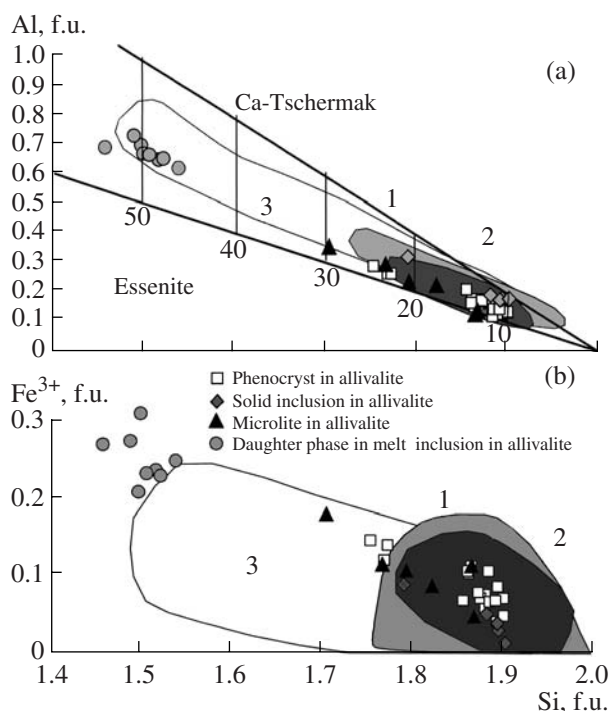 Al, f.u.
1.0
(a)
0.9
0.8
Ca-Tschermak
0.7
0.6
0.5
3
1
2
0.4
50
0.3
40
30
0.2
Essenite
20
0.1
10
0
Fe3+, f.u.
(b)
0.3
Phenocryst in allivalite
Solid inclusion in allivalite
Microlite in allivalite
Daughter phase in melt inclusion in allivalite
0.2
1
2
3
0.1
0
1.4 1.5 1.6 1.7 1.8 1.9 2.0
Si, f.u.